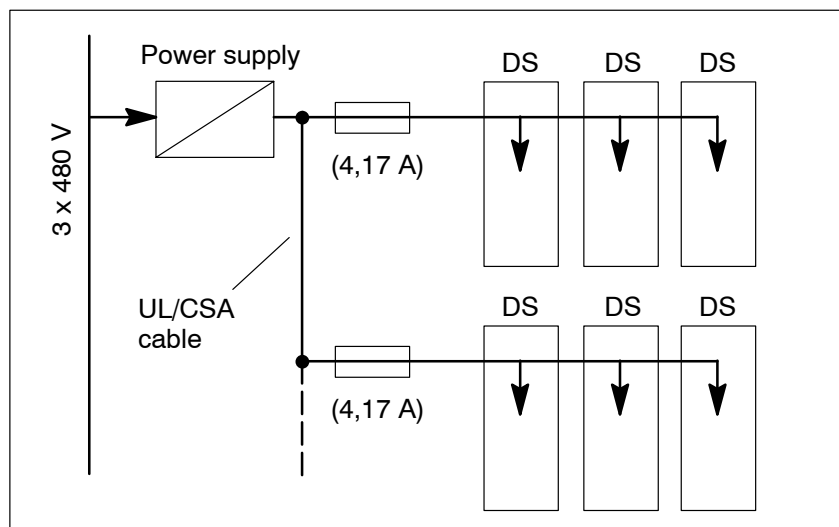 Power supply
DS
DS
DS
3 x 480 V
(4,17 A)
UL/CSA
cable
DS
DS
DS
(4,17 A)